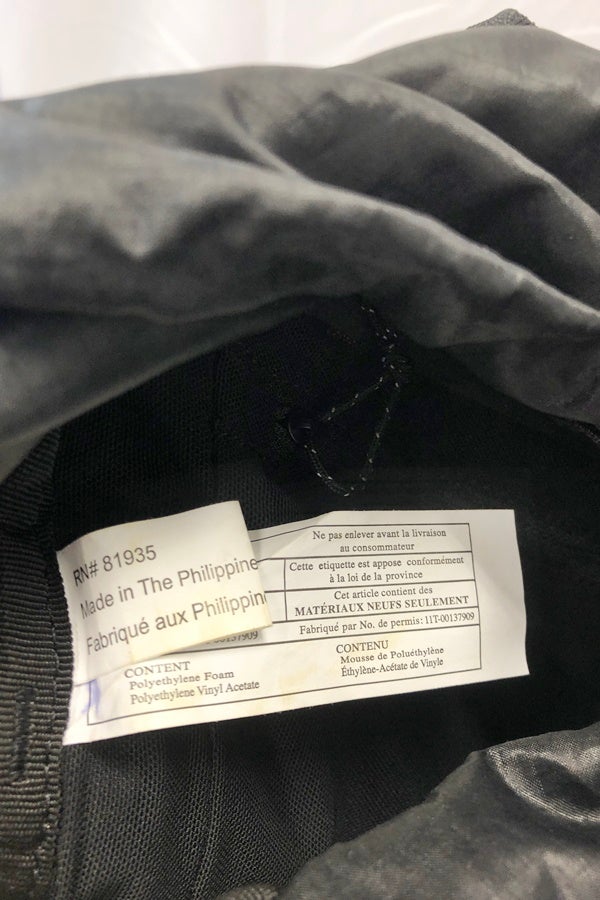 RN# 81935
Made in The Philippine
Fabriqué aux Philippin
Ne pas enlever avant la livraison
au consommateur
Cette etiquette est appose conformément
à la loi de la province
Cet article contient des
MATÉRIAUX NEUFS SEULEMENT
Fabriqué par No. de permis: 11T-00137909
00137909
CONTENT
Polyethylene Foam
Polyethylene Vinyl Acetate
CONTENU
Mousse de Poluéthylène
Éthylène-Acétate de Vinyle